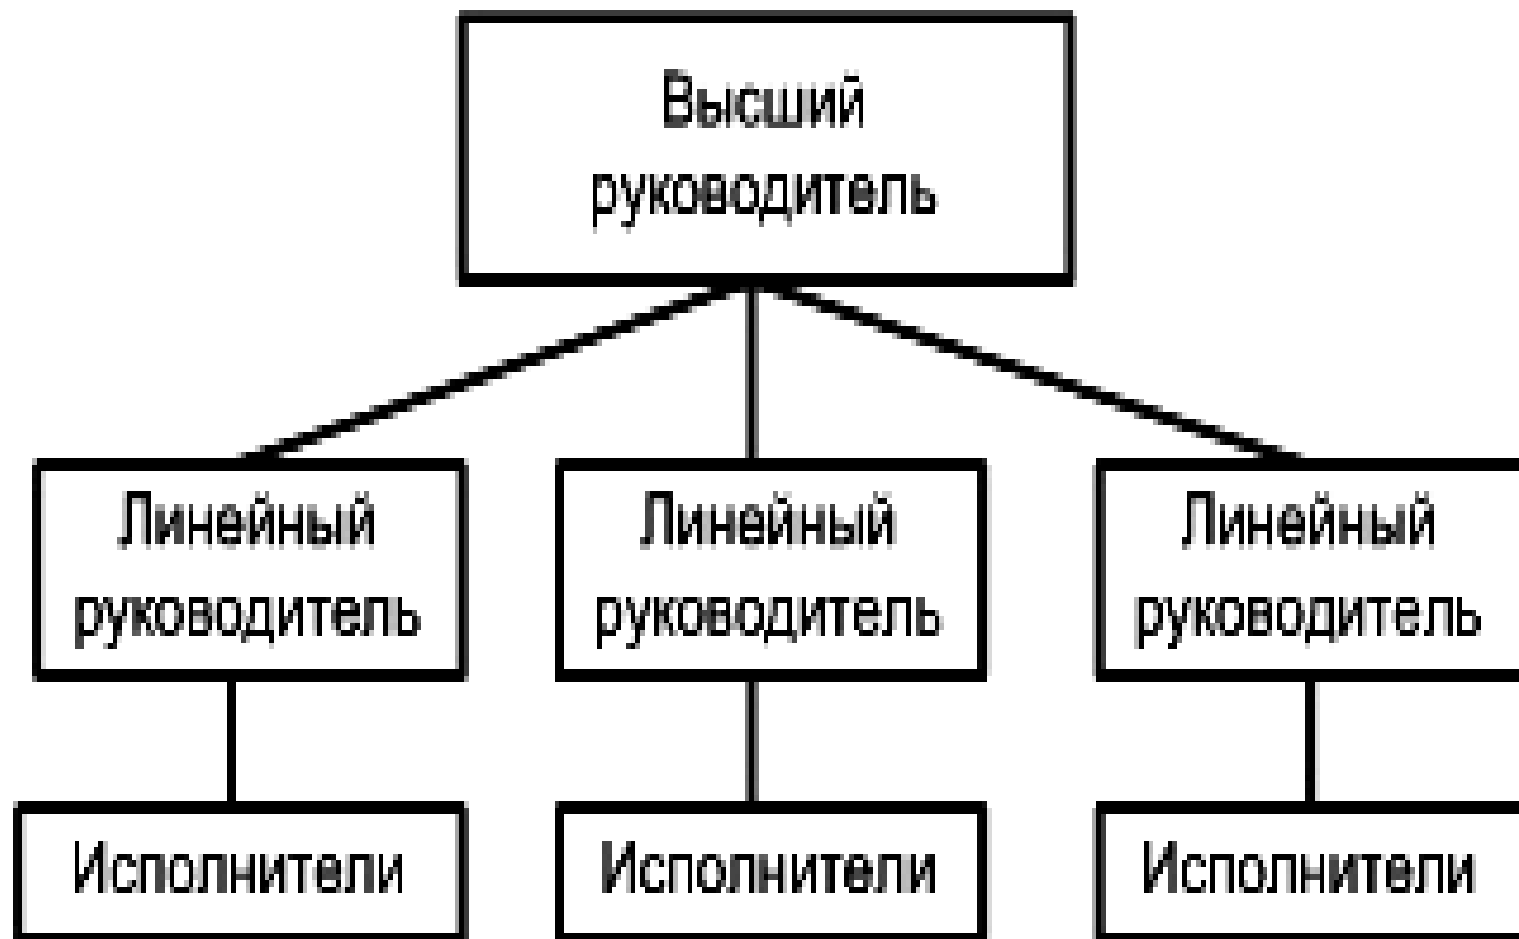 Высший
руководитель
Линейный
руководитель
Линейный
руководитель
Линейный
руководитель
Исполнители
Исполнители
Исполнители